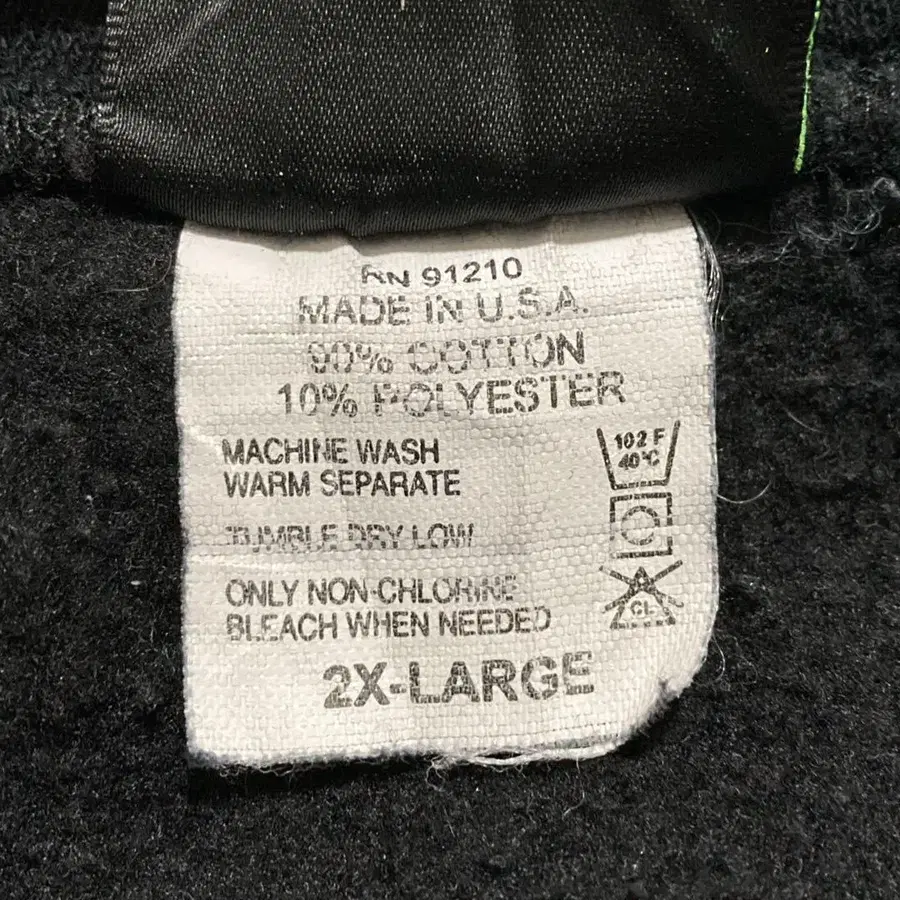 RN 91210
MADE IN U.S.A.
90% COTTON
10% POLYESTER
MACHINE WASH
WARM SEPARATE
102 F
40°C
TUMBLE DRY LOW
ONLY NON-CHLORINE
BLEACH WHEN NEEDED
CL
2X-LARGE